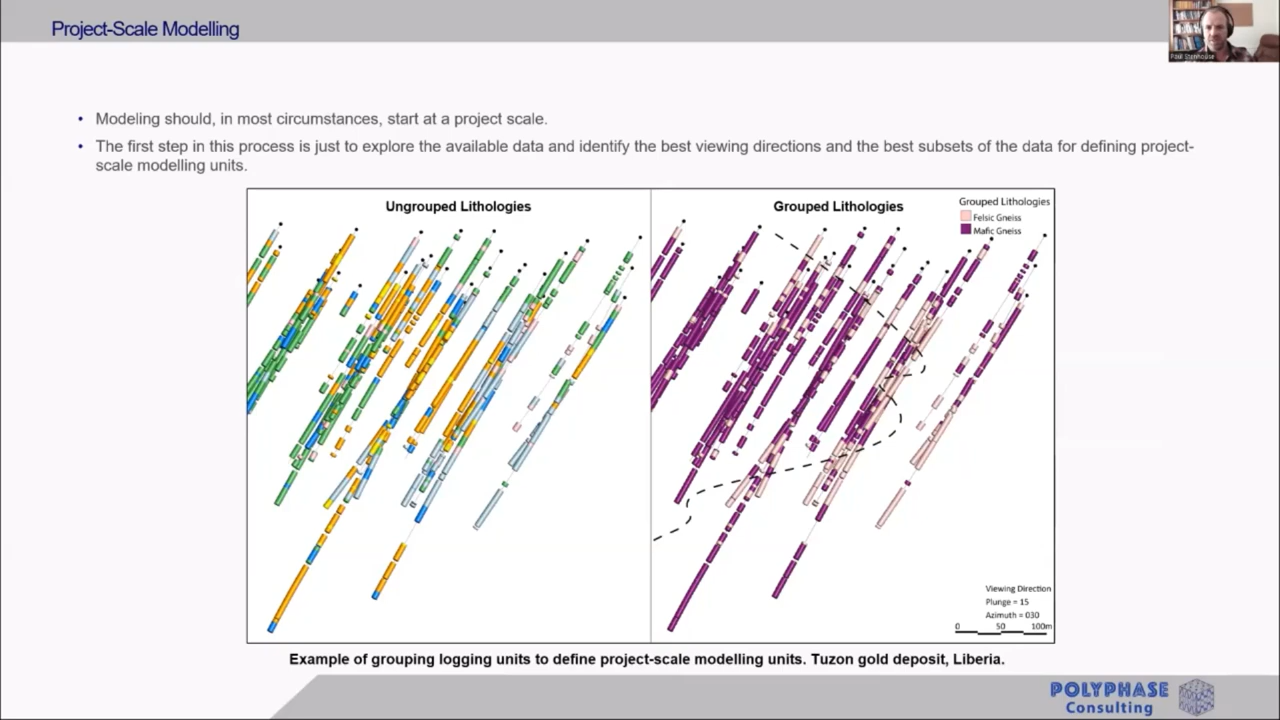 Project-Scale Modelling
Paul Stenhouse
• Modeling should, in most circumstances, start at a project scale.
• The first step in this process is just to explore the available data and identify the best viewing directions and the best subsets of the data for defining project-
scale modelling units.
Ungrouped Lithologies
Grouped Lithologies
Grouped Lithologies
Felsic Gneiss
Mafic Gneiss
Viewing Direction
Plunge = 15
Azimuth = 030
0 50 100m
Example of grouping logging units to define project-scale modelling units. Tuzon gold deposit, Liberia.
POLYPHASE
Consulting